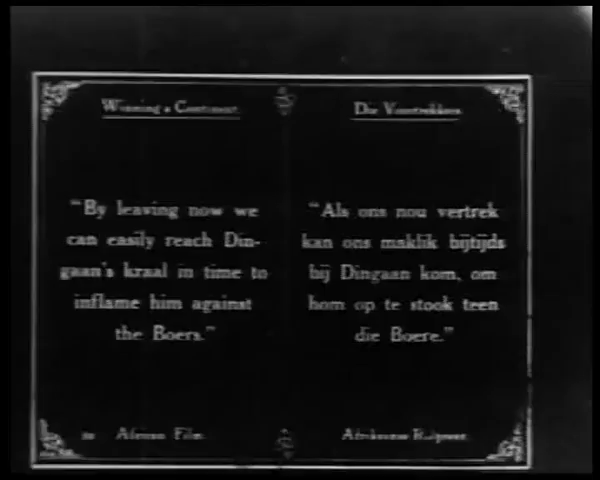 Winning a Continent
"By leaving now we
can easily reach Din-
gaan's kraal in time to
inflame him against
the Boers."
African Film
Die Voortrekkers
"Als ons nou vertrek
kan ons maklik bijtijds
bij Dingaan kom, om
hom op te stook teen
die Boere."
Afrikaanse